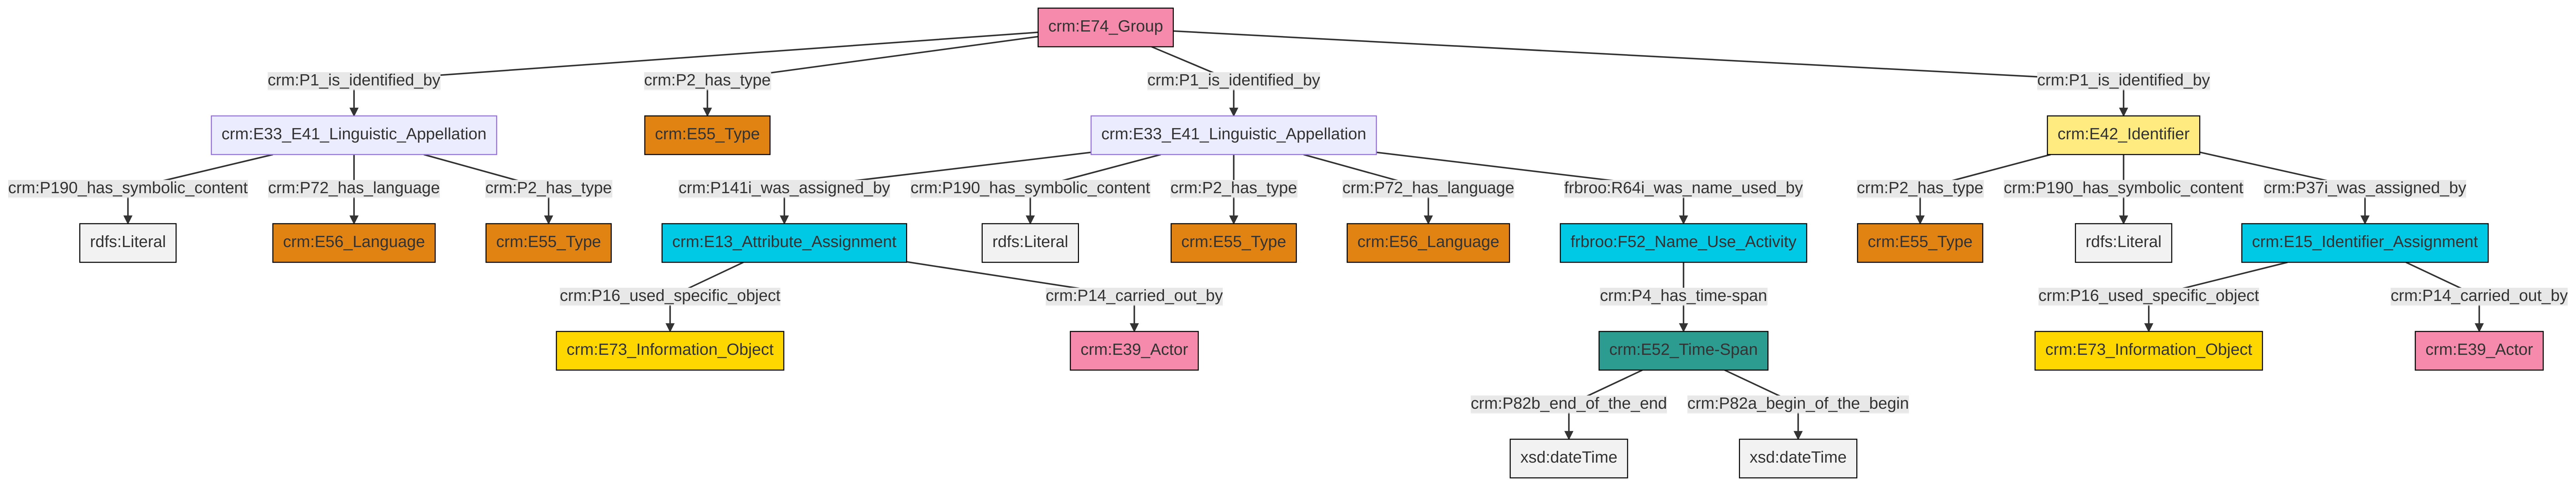 crm:E74_Group
crm:P1_is_identified_by
crm:P2_has_type
crm:P1_is_identified_by
crm:P1_is_identified_by
crm:E33_E41_Linguistic_Appellation
crm:E55_Type
crm:E33_E41_Linguistic_Appellation
crm:E42_Identifier
crm:P190_has_symbolic_content
crm:P72_has_language
crm:P2_has_type
crm:P141i_was_assigned_by
crm:P190_has_symbolic_content
crm:P2_has_type
crm:P72_has_language
frbroo:R64i_was_name_used_by
crm:P2_has_type
crm:P190_has_symbolic_content
crm:P37i_was_assigned_by
rdfs:Literal
crm:E56_Language
crm:E55_Type
crm:E13_Attribute_Assignment
rdfs:Literal
crm:E55_Type
crm:E56_Language
frbroo:F52_Name_Use_Activity
crm:E55_Type
rdfs:Literal
crm:E15_Identifier_Assignment
crm:P16_used_specific_object
crm:P14_carried_out_by
crm:P4_has_time-span
crm:P16_used_specific_object
crm:P14_carried_out_by
crm:E73_Information_Object
crm:E39_Actor
crm:E52_Time-Span
crm:E73_Information_Object
crm:E39_Actor
crm:P82b_end_of_the_end
crm:P82a_begin_of_the_begin
xsd:dateTime
xsd:dateTime